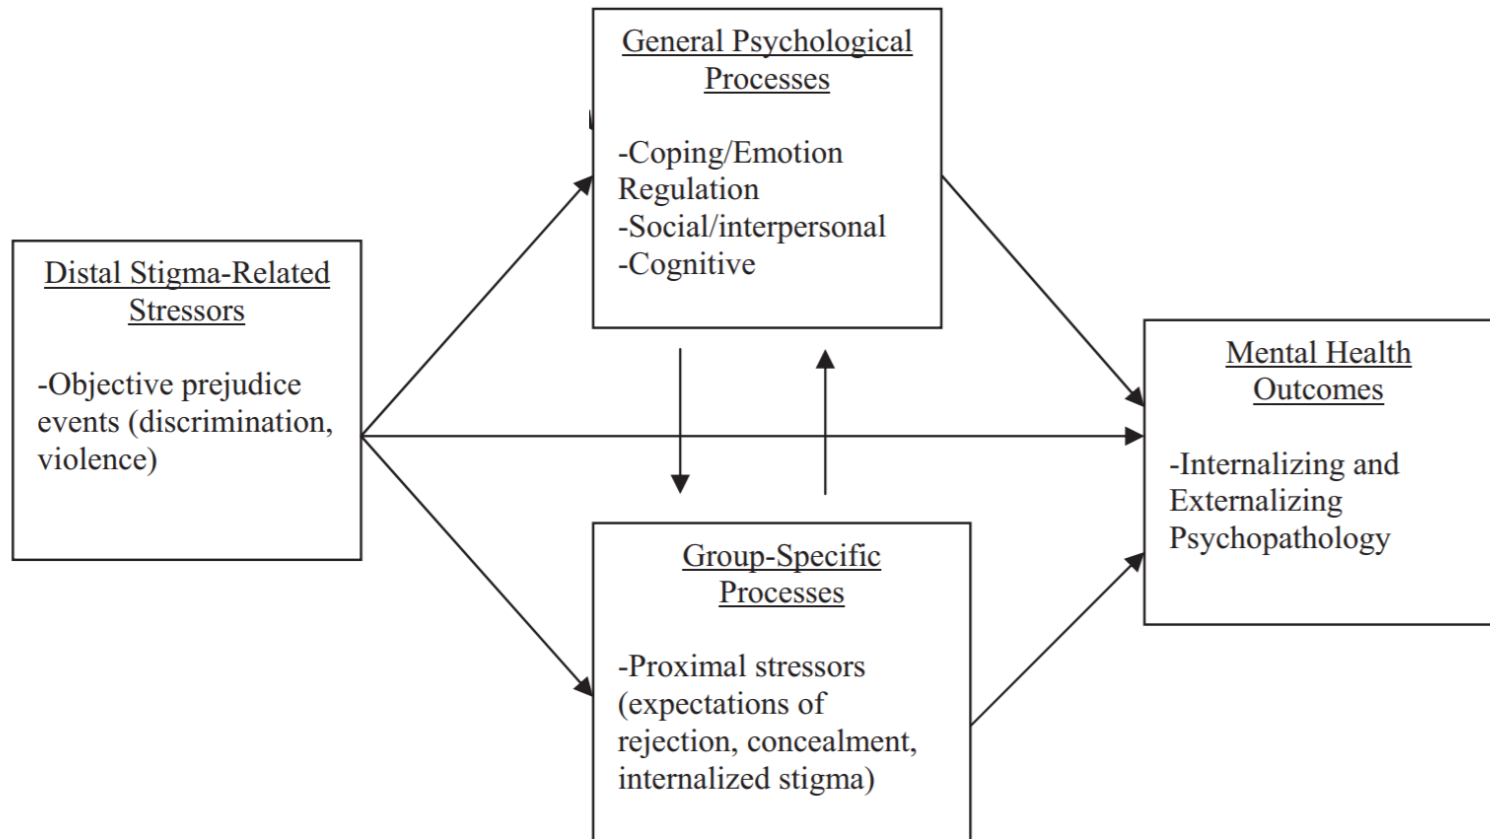 General Psychological
Processes
-Coping/Emotion
Regulation
-Social/interpersonal
-Cognitive
Distal Stigma-Related
Stressors
-Objective prejudice
events (discrimination,
violence)
Mental Health
Outcomes
-Internalizing and
Externalizing
Psychopathology
Group-Specific
Processes
-Proximal stressors
(expectations of
rejection, concealment,
internalized stigma)